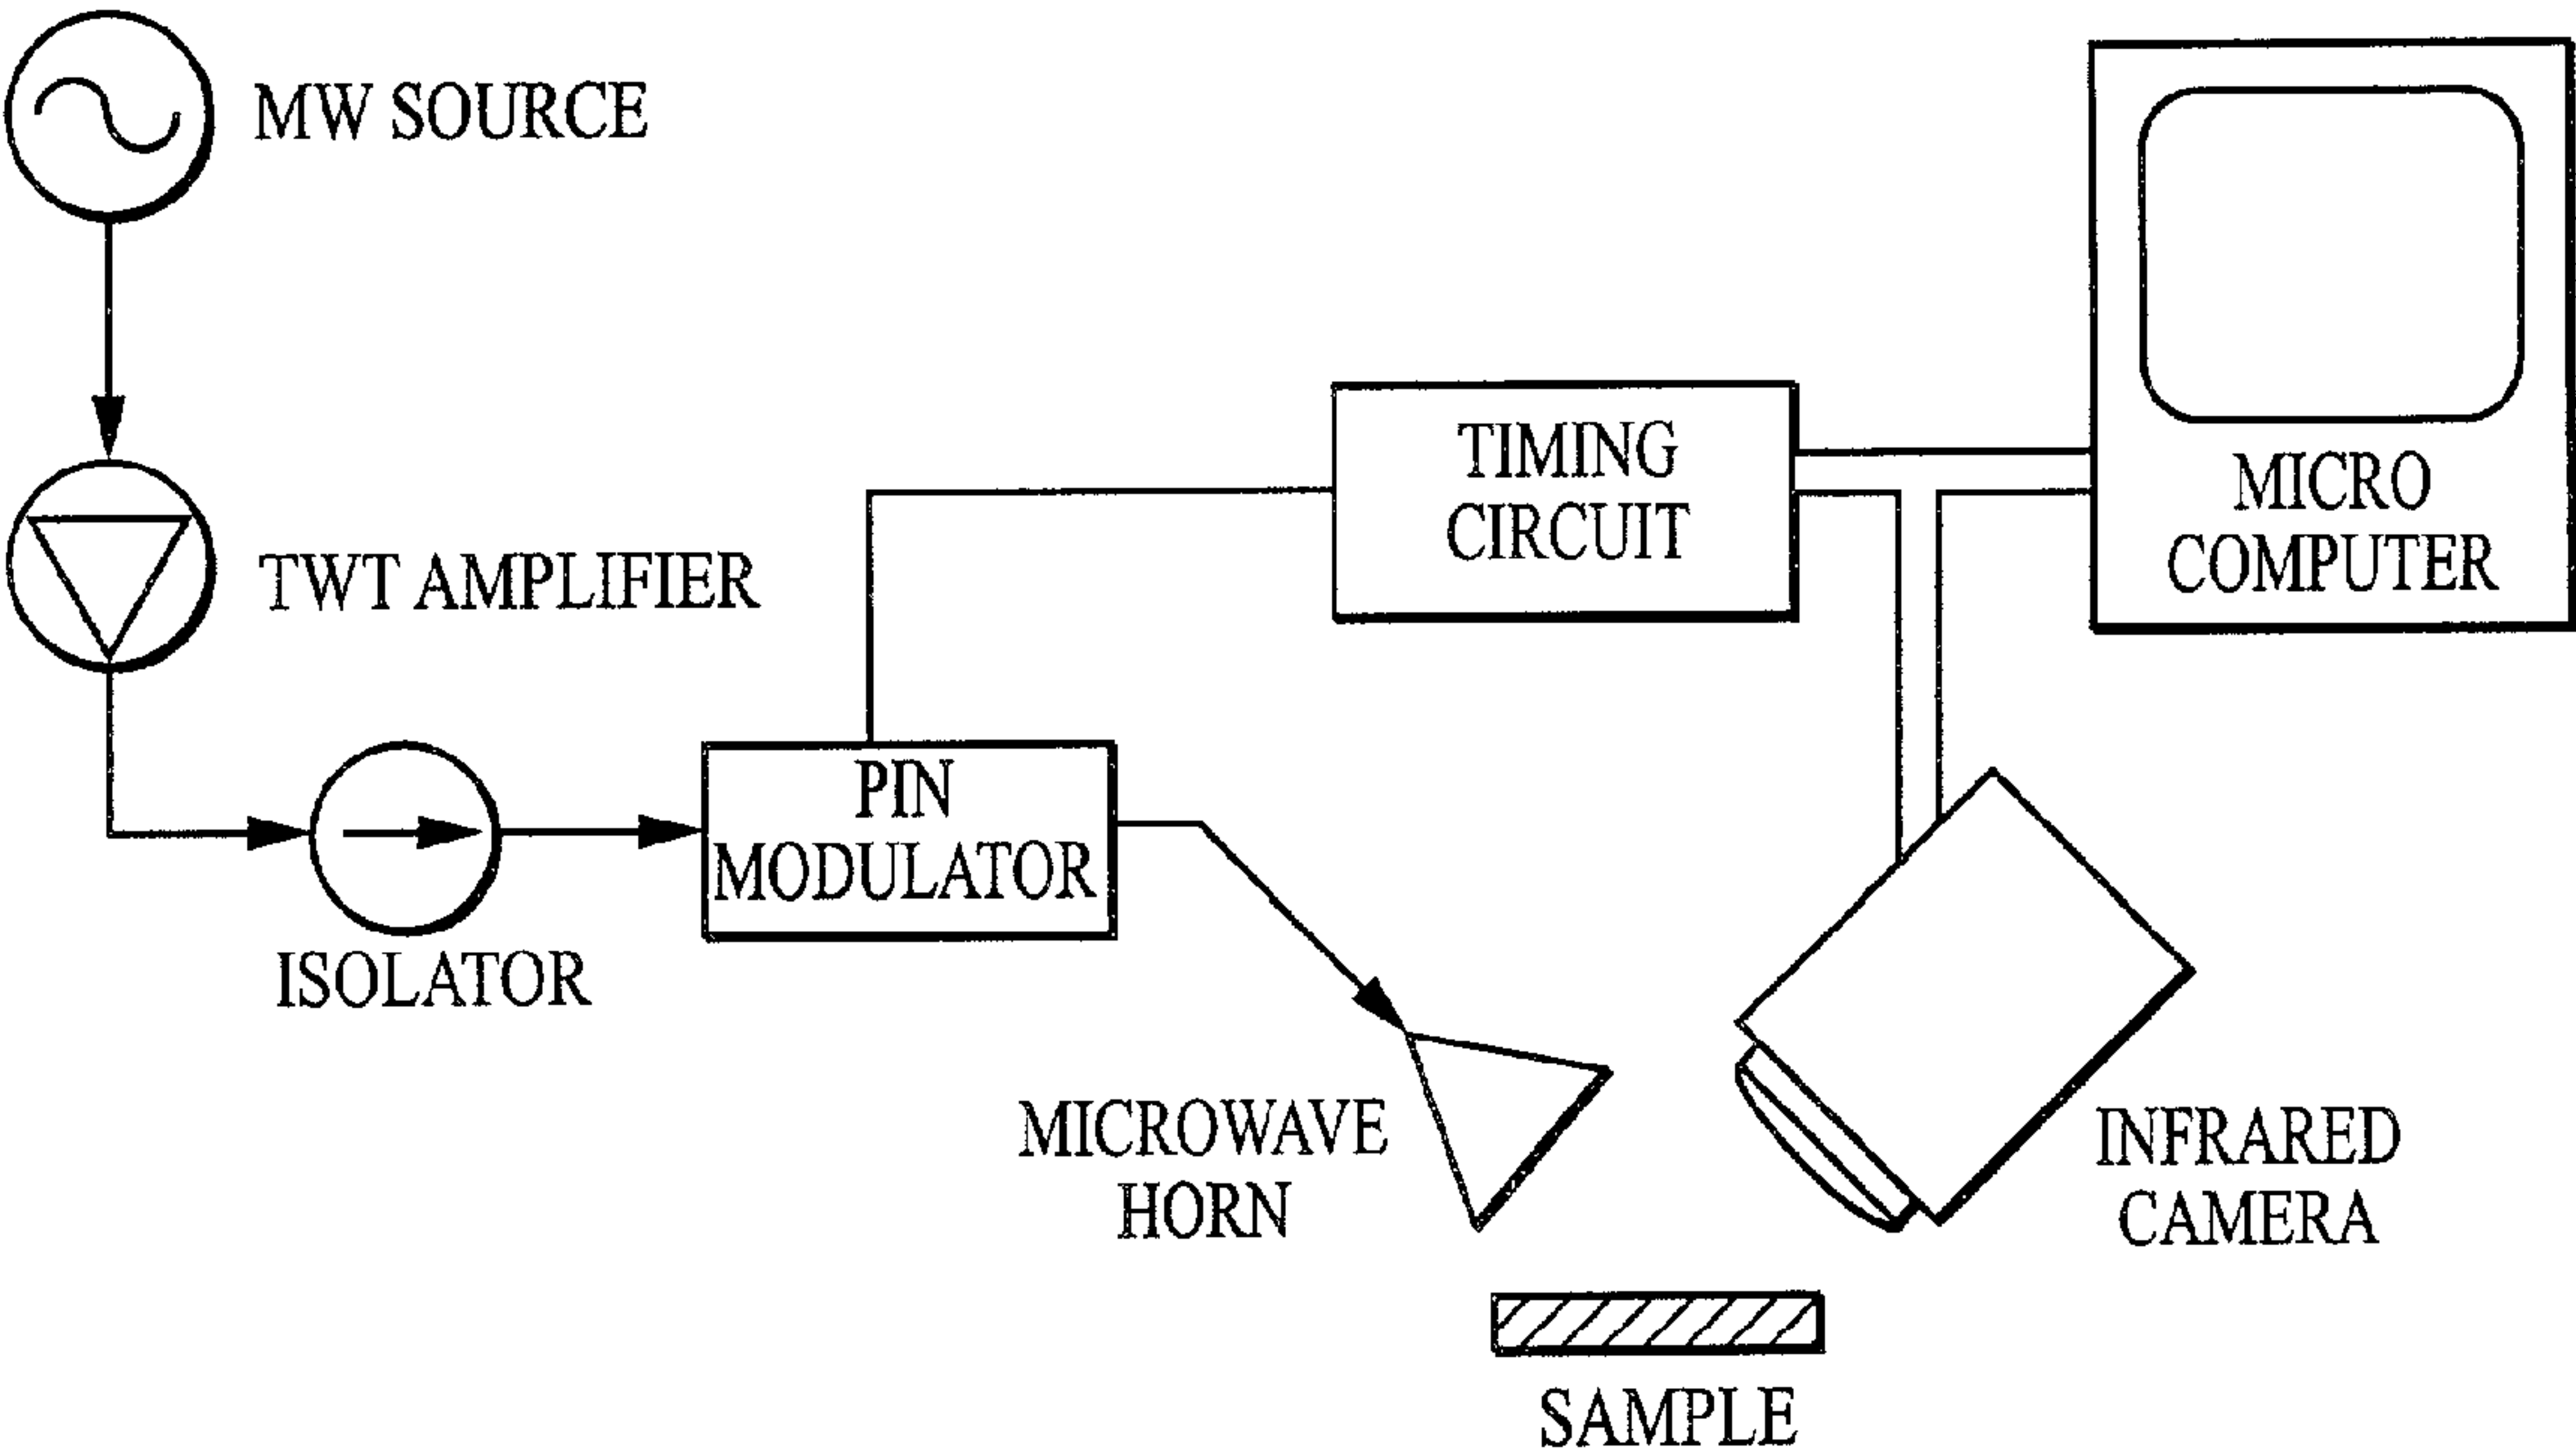 MW SOURCE
TWT AMPLIFIER
ISOLATOR
PIN
MODULATOR
TIMING
CIRCUIT
MICRO
COMPUTER
MICROWAVE
HORN
INFRARED
CAMERA
SAMPLE